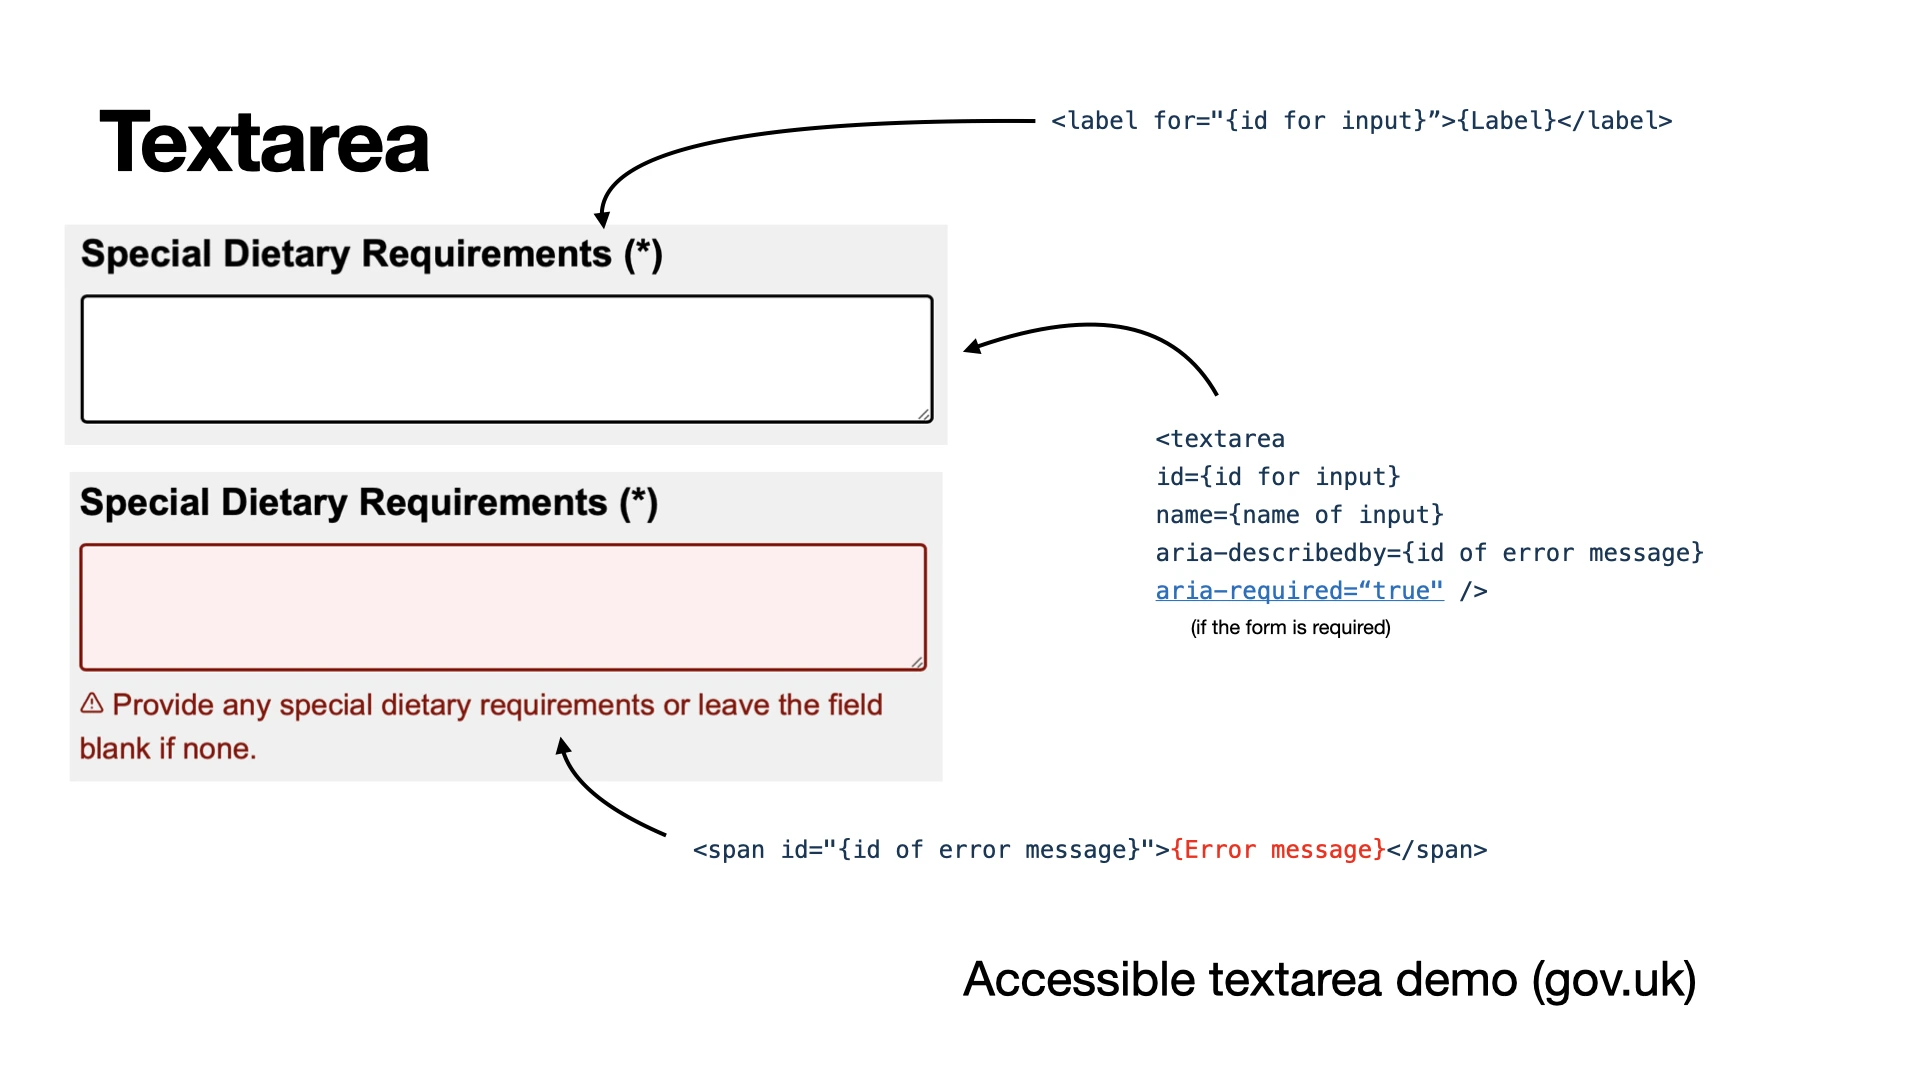 Textarea
<label for="{id for input}”>{Label}</label>
Special Dietary Requirements (*)
<textarea
id={id for input}
name={name of input}
aria-describedby={id of error message}
aria-required=“true" />
(if the form is required)
Special Dietary Requirements (*)
⚠ Provide any special dietary requirements or leave the field
blank if none.
<span id="{id of error message}">{Error message}</span>
Accessible textarea demo (gov.uk)